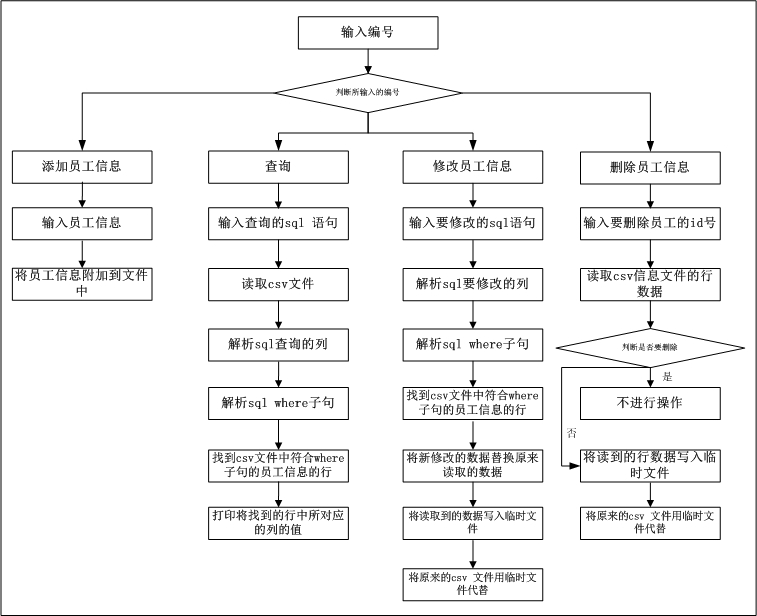 输入编号
判断所输入的编号
添加员工信息
输入员工信息
将员工信息附加到文件
中
查询
输入查询的sql 语句
读取csv文件
解析sql查询的列
解析sql where子句
找到csv文件中符合where
子句的员工信息的行
打印将找到的行中所对应
的列的值
修改员工信息
输入要修改的sql语句
解析sql要修改的列
解析sql where子句
找到csv文件中符合where
子句的员工信息的行
将新修改的数据替换原来
读取的数据
将读取到的数据写入临时文
件
将原来的csv 文件用临时文
件代替
删除员工信息
输入要删除员工的id号
读取csv信息文件的行
数据
判断是否要删除
是
不进行操作
否
将读到的行数据写入临
时文件
将原来的csv 文件用临时文
件代替